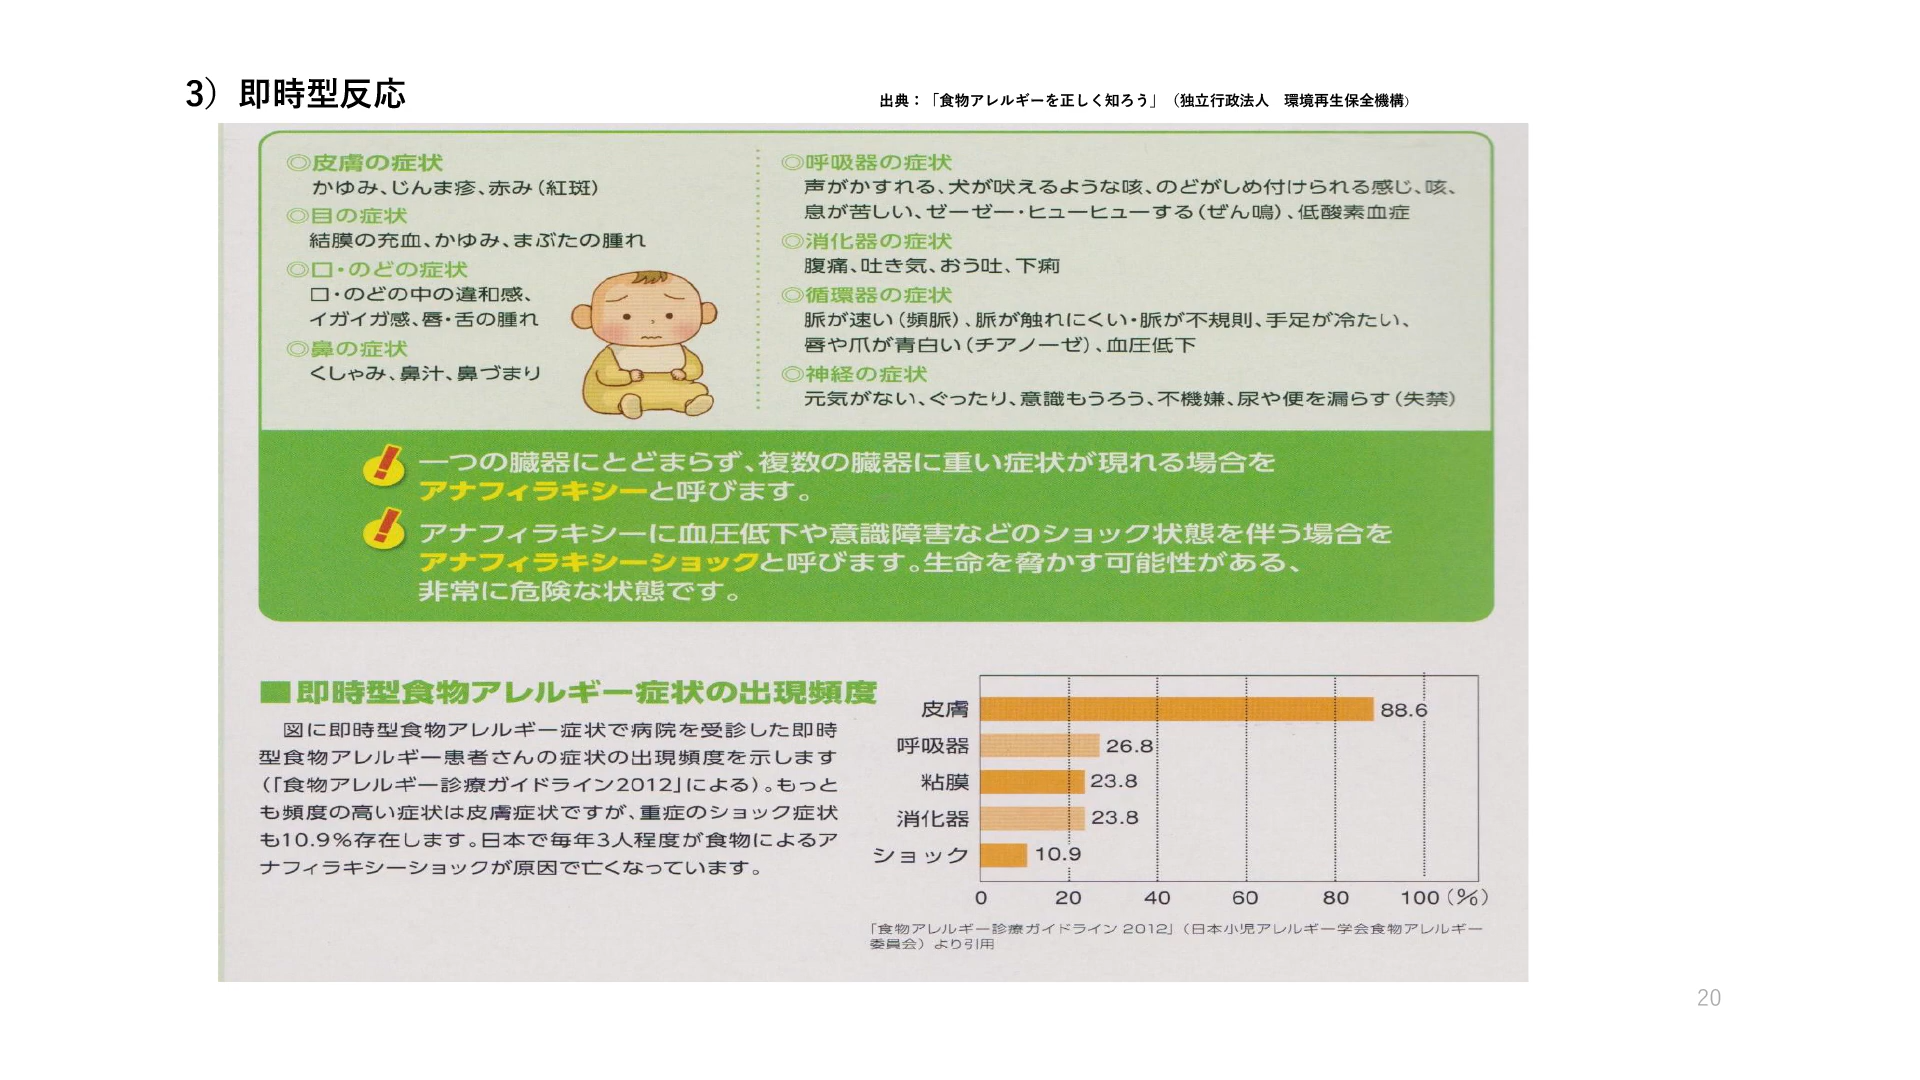 3）即時型反応
出典：「食物アレルギーを正しく知ろう」（独立行政法人　環境再生保全機構）
◎皮膚の症状
かゆみ、じんま疹、赤み（紅斑）
◎目の症状
結膜の充血、かゆみ、まぶたの腫れ
◎口・のどの症状
口・のどの中の違和感、
イガイガ感、唇・舌の腫れ
◎鼻の症状
くしゃみ、鼻汁、鼻づまり
◎呼吸器の症状
声がかすれる、犬が吠えるような咳、のどがしめ付けられる感じ、咳、
息が苦しい、ゼーゼー・ヒューヒューする（ぜん鳴）、低酸素血症
◎消化器の症状
腹痛、吐き気、おう吐、下痢
◎循環器の症状
脈が速い（頻脈）、脈が触れにくい・脈が不規則、手足が冷たい、
唇や爪が青白い（チアノーゼ）、血圧低下
◎神経の症状
元気がない、ぐったり、意識もうろう、不機嫌、尿や便を漏らす（失禁）
一つの臓器にとどまらず、複数の臓器に重い症状が現れる場合を
アナフィラキシーと呼びます。
アナフィラキシーに血圧低下や意識障害などのショック状態を伴う場合を
アナフィラキシーショックと呼びます。生命を脅かす可能性がある、
非常に危険な状態です。
■即時型食物アレルギー症状の出現頻度
図に即時型食物アレルギー症状で病院を受診した即時
型食物アレルギー患者さんの症状の出現頻度を示します
（「食物アレルギー診療ガイドライン2012」による）。もっと
も頻度の高い症状は皮膚症状ですが、重症のショック症状
も10.9％存在します。日本で毎年3人程度が食物によるア
ナフィラキシーショックが原因で亡くなっています。
皮膚 88.6
呼吸器 26.8
粘膜 23.8
消化器 23.8
ショック 10.9
0 20 40 60 80 100（％）
「食物アレルギー診療ガイドライン 2012」（日本小児アレルギー学会食物アレルギー
委員会）より引用
20